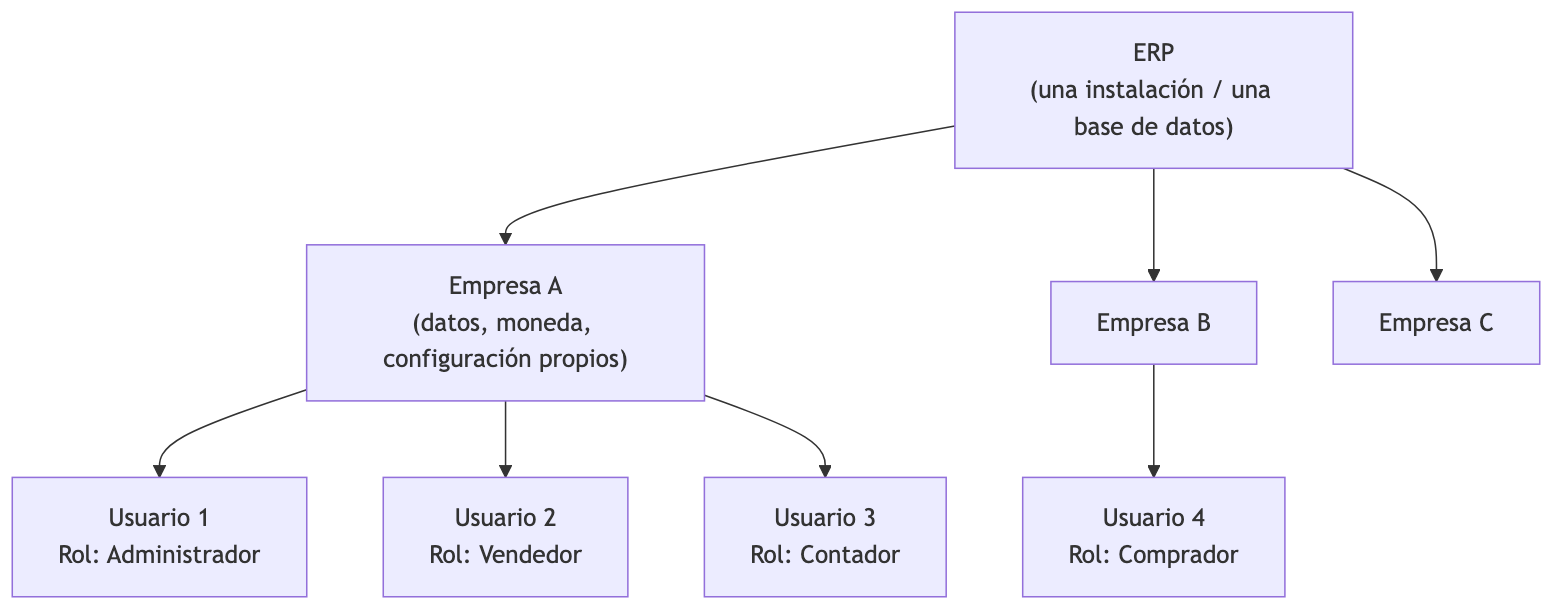 ERP
(una instalación / una
base de datos)
Empresa A
(datos, moneda,
configuración propios)
Empresa B
Empresa C
Usuario 1
Rol: Administrador
Usuario 2
Rol: Vendedor
Usuario 3
Rol: Contador
Usuario 4
Rol: Comprador